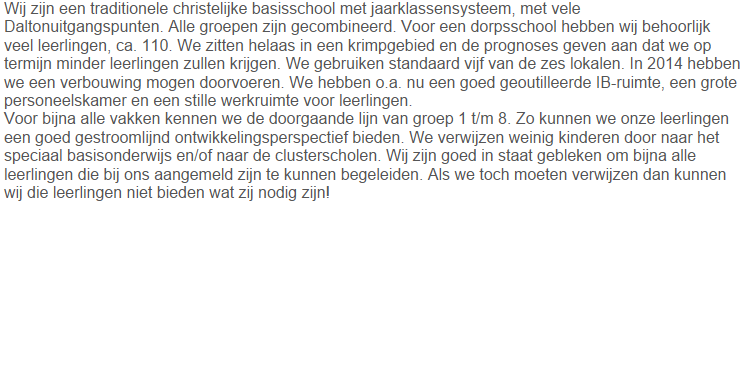 Wij zijn een traditionele christelijke basisschool met jaarklassensysteem, met vele
Daltonuitgangspunten. Alle groepen zijn gecombineerd. Voor een dorpsschool hebben wij behoorlijk
veel leerlingen, ca. 110. We zitten helaas in een krimpgebied en de prognoses geven aan dat we op
termijn minder leerlingen zullen krijgen. We gebruiken standaard vijf van de zes lokalen. In 2014 hebben
we een verbouwing mogen doorvoeren. We hebben o.a. nu een goed geoutilleerde IB-ruimte, een grote
personeelskamer en een stille werkruimte voor leerlingen.
Voor bijna alle vakken kennen we de doorgaande lijn van groep 1 t/m 8. Zo kunnen we onze leerlingen
een goed gestroomlijnd ontwikkelingsperspectief bieden. We verwijzen weinig kinderen door naar het
speciaal basisonderwijs en/of naar de clusterscholen. Wij zijn goed in staat gebleken om bijna alle
leerlingen die bij ons aangemeld zijn te kunnen begeleiden. Als we toch moeten verwijzen dan kunnen
wij die leerlingen niet bieden wat zij nodig zijn!